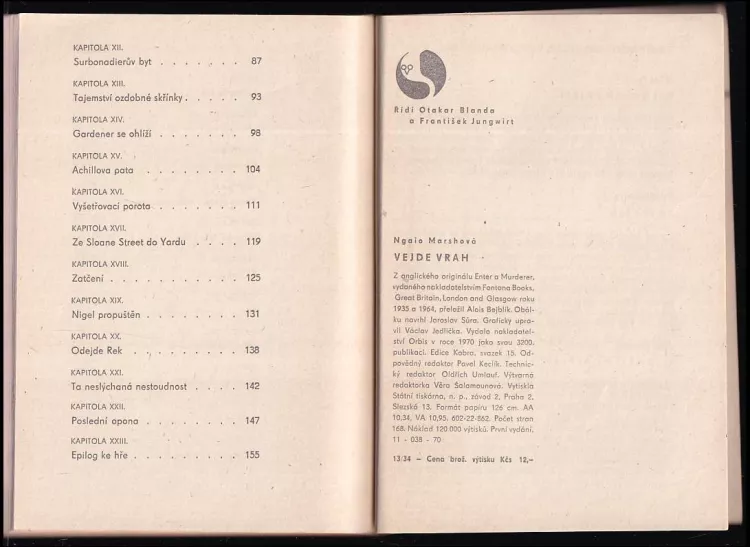 KAPITOLA XII.
Surbonadierův byt . . . . . . . 87
KAPITOLA XIII.
Tajemství ozdobné skřínky . . . . . 93
KAPITOLA XIV.
Gardener se ohlíží . . . . . . . 98
KAPITOLA XV.
Achillova pata . . . . . . . . 104
KAPITOLA XVI.
Vyšetřovací porota . . . . . . . 111
KAPITOLA XVII.
Ze Sloane Street do Yardu . . . . 119
KAPITOLA XVIII.
Zatčení . . . . . . . . . . . 125
KAPITOLA XIX.
Nigel propuštěn . . . . . . . . 131
KAPITOLA XX.
Odejde Rek . . . . . . . . . 138
KAPITOLA XXI.
Ta neslýchaná nestoudnost . . . . 142
KAPITOLA XXII.
Poslední opona . . . . . . . . 147
KAPITOLA XXIII.
Epilog ke hře . . . . . . . . . 155
Řídí Otakar Blanda
a František Jungwirt
Ngaio Marshová
VEJDE VRAH
Z anglického originálu Enter a Murderer,
vydaného nakladatelstvím Fontana Books,
Great Britain, London and Glasgow roku
1935 a 1964, přeložil Alois Bejblík. Obál-
ku navrhl Jaroslav Sůra. Graficky upra-
vil Václav Jedlička. Vydalo nakladatel-
ství Orbis v roce 1970 jako svou 3200.
publikaci. Edice Kobra, svazek 15. Od-
povědný redaktor Pavel Keclík. Technic-
ký redaktor Oldřich Umlauf. Výtvarná
redaktorka Věra Šalamounová. Vytiskla
Státní tiskárna, n. p., závod 2, Praha 2,
Slezská 13. Formát papíru 126 cm. AA
10,34, VA 10,95. 602-22-862. Počet stran
168. Náklad 120 000 výtisků. První vydání.
11 - 038 - 70
13/34 – Cena brož. výtisku Kčs 12,–